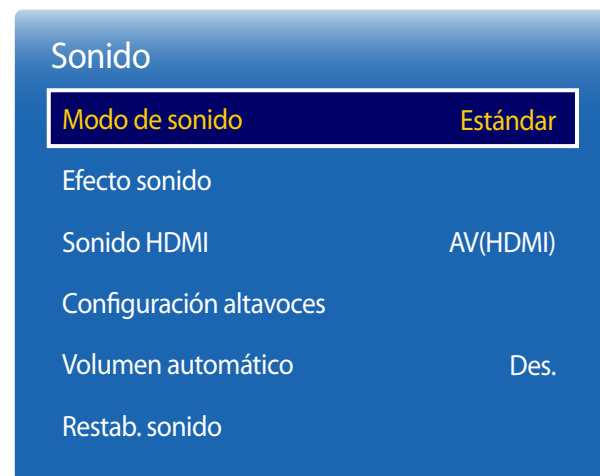 Sonido
Modo de sonido Estándar
Efecto sonido
Sonido HDMI AV(HDMI)
Configuración altavoces
Volumen automático Des.
Restab. sonido